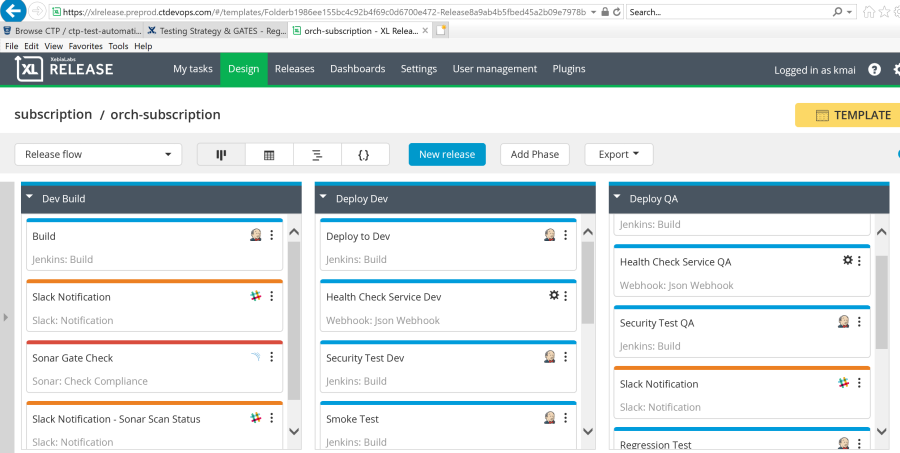 https://xlrelease.preprod.ctdevops.com/#/templates/Folderb1986ee155bc4c92b4f69c0d6700e472-Release8a9ab4b5fbed45a2b09e7978b
Search...
Browse CTP / ctp-test-automati...
Testing Strategy & GATES - Reg...
orch-subscription - XL Relea...
File Edit View Favorites Tools Help
XebiaLabs
XL RELEASE
My tasks Design Releases Dashboards Settings User management Plugins
Logged in as kmai
subscription / orch-subscription
TEMPLATE
Release flow
{.}
New release
Add Phase
Export
Dev Build
Build
Jenkins: Build
Slack Notification
Slack: Notification
Sonar Gate Check
Sonar: Check Compliance
Slack Notification - Sonar Scan Status
Slack: Notification
Deploy Dev
Deploy to Dev
Jenkins: Build
Health Check Service Dev
Webhook: Json Webhook
Security Test Dev
Jenkins: Build
Smoke Test
Jenkins: Build
Deploy QA
Jenkins: Build
Health Check Service QA
Webhook: Json Webhook
Security Test QA
Jenkins: Build
Slack Notification
Slack: Notification
Regression Test